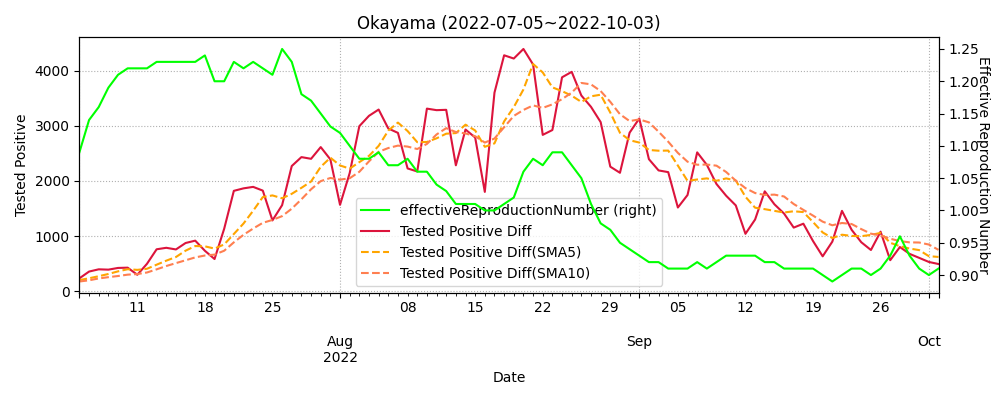 Okayama (2022-07-05~2022-10-03)
Tested Positive
4000
3000
2000
1000
0
1.25
1.20
1.15
1.10
1.05
1.00
0.95
0.90
Effective Reproduction Number
effectiveReproductionNumber (right)
Tested Positive Diff
Tested Positive Diff(SMA5)
Tested Positive Diff(SMA10)
11 18 25 08 15 22 29 05 12 19 26
Aug Sep Oct
2022
Date